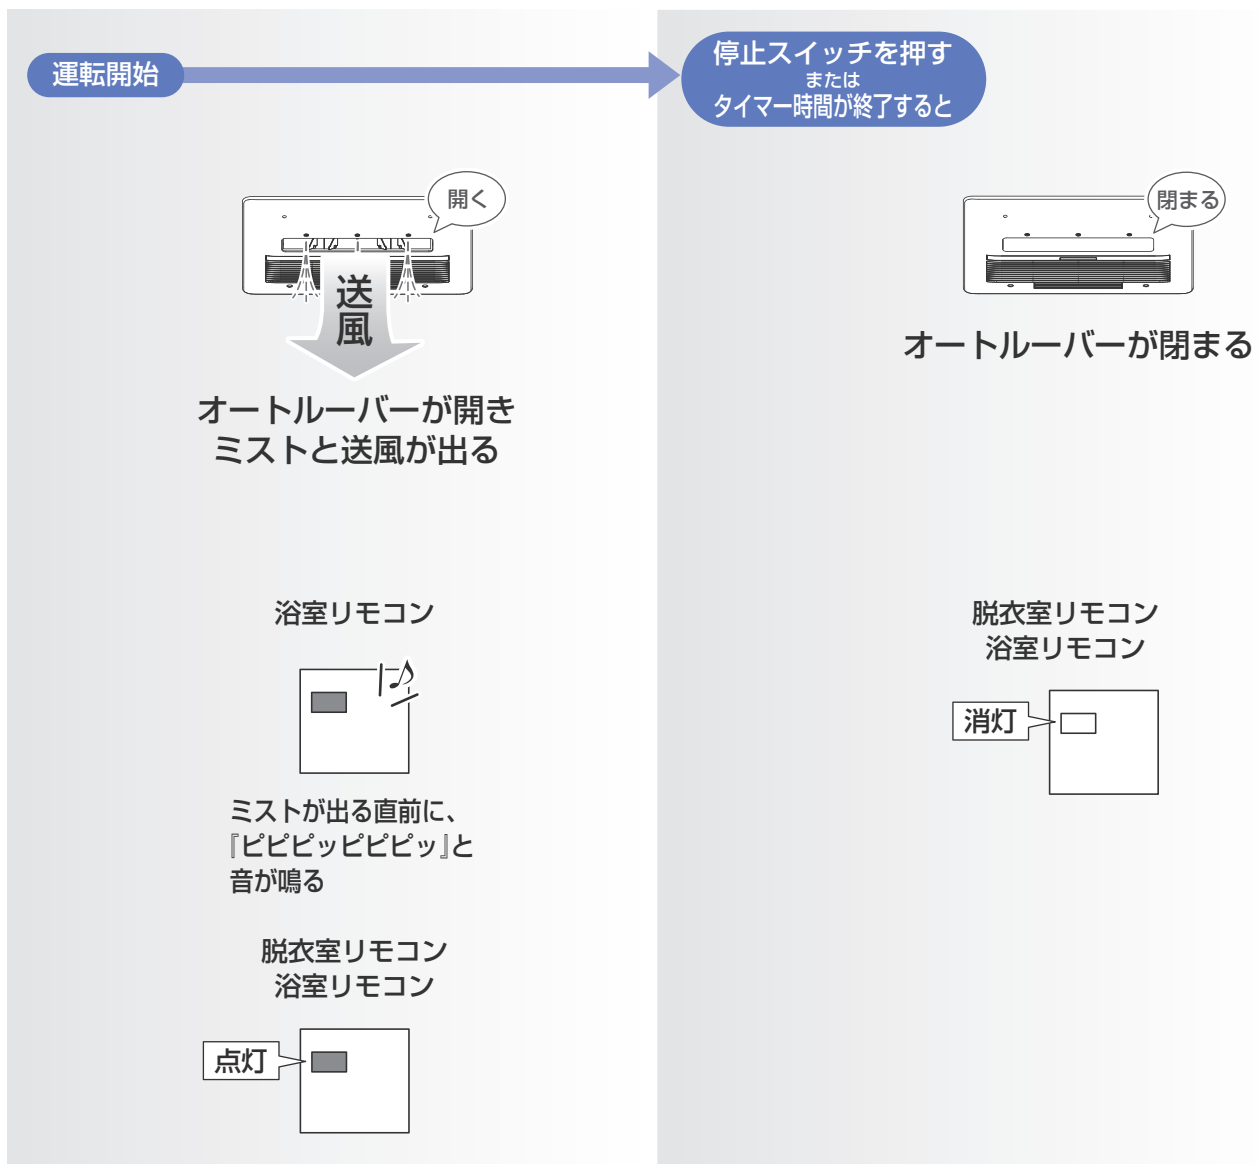 運転開始
開く
送風
オートルーバーが開き
ミストと送風が出る
浴室リモコン
ミストが出る直前に、
『ピピピッピピピッ』と
音が鳴る
脱衣室リモコン
浴室リモコン
点灯
停止スイッチを押す
または
タイマー時間が終了すると
閉まる
オートルーバーが閉まる
脱衣室リモコン
浴室リモコン
消灯